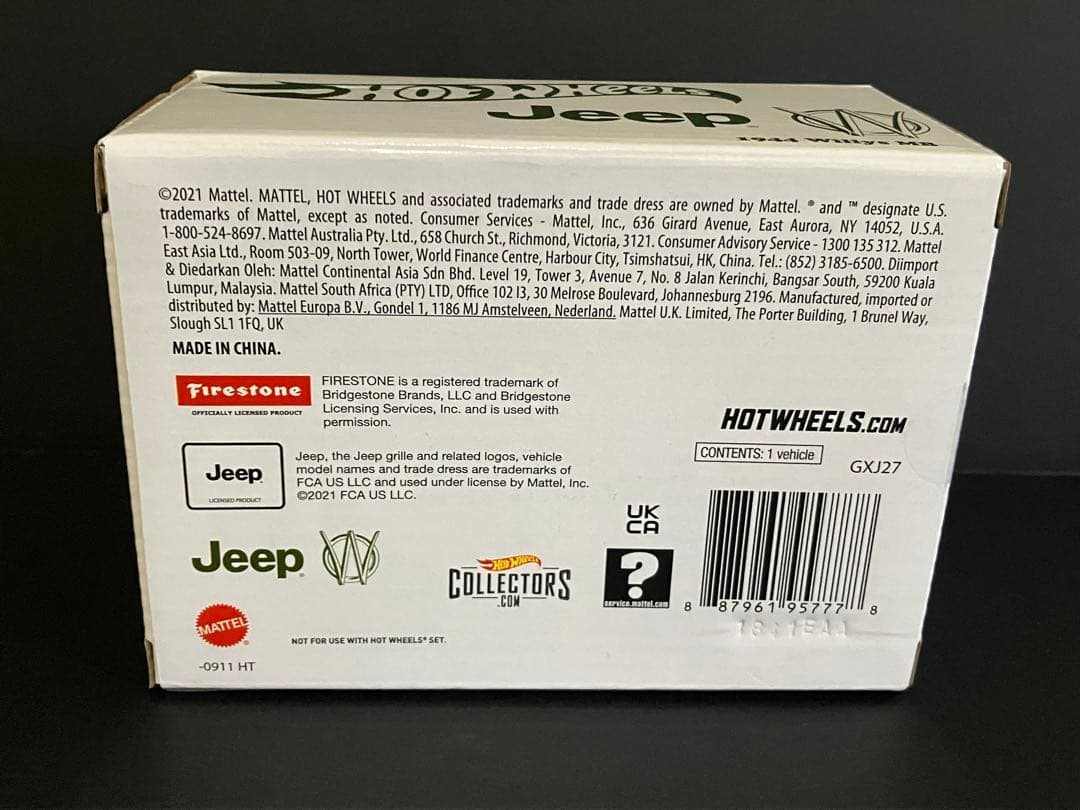 HOT WHEELS
Jeep
1944 Willys MB
©2021 Mattel. MATTEL, HOT WHEELS and associated trademarks and trade dress are owned by Mattel. ® and ™ designate U.S.
trademarks of Mattel, except as noted. Consumer Services - Mattel, Inc., 636 Girard Avenue, East Aurora, NY 14052, U.S.A.
1-800-524-8697. Mattel Australia Pty. Ltd., 658 Church St., Richmond, Victoria, 3121. Consumer Advisory Service - 1300 135 312. Mattel
East Asia Ltd., Room 503-09, North Tower, World Finance Centre, Harbour City, Tsimshatsui, HK, China. Tel.: (852) 3185-6500. Diimport
& Diedarkan Oleh: Mattel Continental Asia Sdn Bhd. Level 19, Tower 3, Avenue 7, No. 8 Jalan Kerinchi, Bangsar South, 59200 Kuala
Lumpur, Malaysia. Mattel South Africa (PTY) LTD, Office 102 I3, 30 Melrose Boulevard, Johannesburg 2196. Manufactured, imported or
distributed by: Mattel Europa B.V., Gondel 1, 1186 MJ Amstelveen, Nederland. Mattel U.K. Limited, The Porter Building, 1 Brunel Way,
Slough SL1 1FQ, UK
MADE IN CHINA.
Firestone
OFFICIALLY LICENSED PRODUCT
FIRESTONE is a registered trademark of
Bridgestone Brands, LLC and Bridgestone
Licensing Services, Inc. and is used with
permission.
Jeep
LICENSED PRODUCT
Jeep, the Jeep grille and related logos, vehicle
model names and trade dress are trademarks of
FCA US LLC and used under license by Mattel, Inc.
©2021 FCA US LLC.
HOTWHEELS.COM
CONTENTS: 1 vehicle
GXJ27
Jeep W
HOT WHEELS
COLLECTORS
.COM
UK
CA
?
service.mattel.com
8 87961 95777 8
MATTEL
NOT FOR USE WITH HOT WHEELS® SET.
-0911 HT